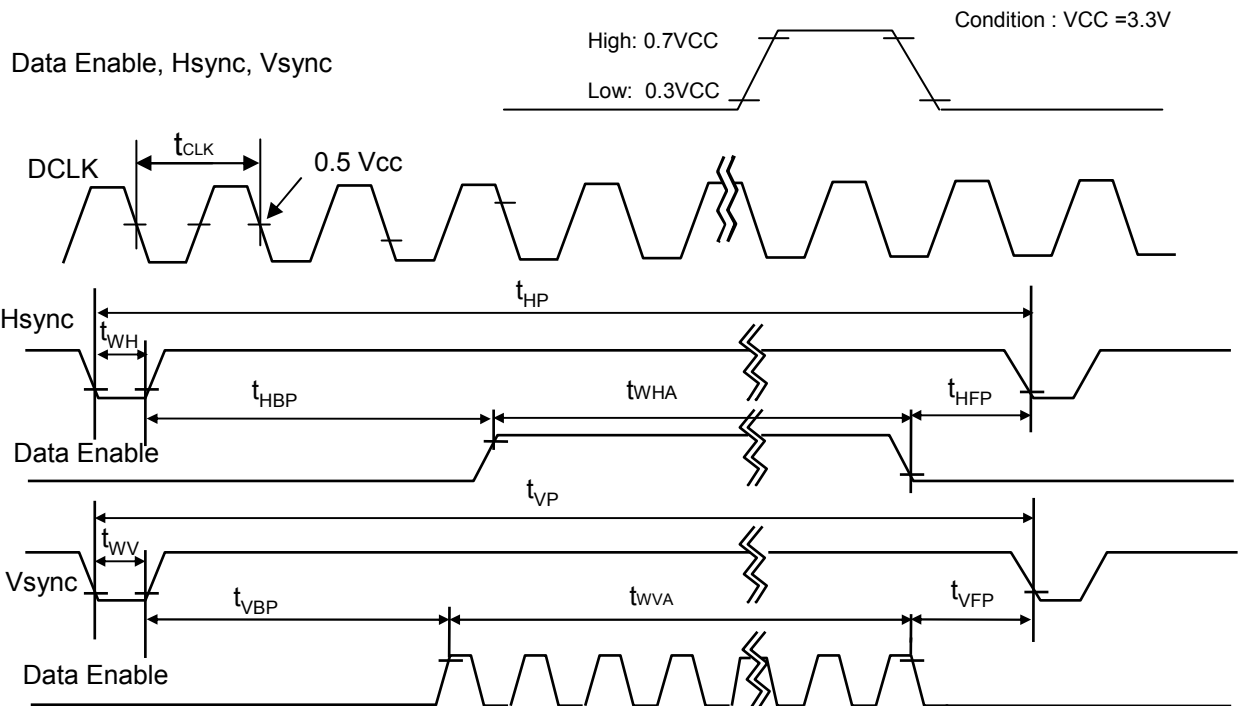 Condition : VCC =3.3V
High: 0.7VCC
Data Enable, Hsync, Vsync
Low: 0.3VCC
tCLK
0.5 Vcc
DCLK
tHP
Hsync
tWH
tHBP
tWHA
tHFP
Data Enable
tVP
tWV
Vsync
tVBP
tWVA
tVFP
Data Enable